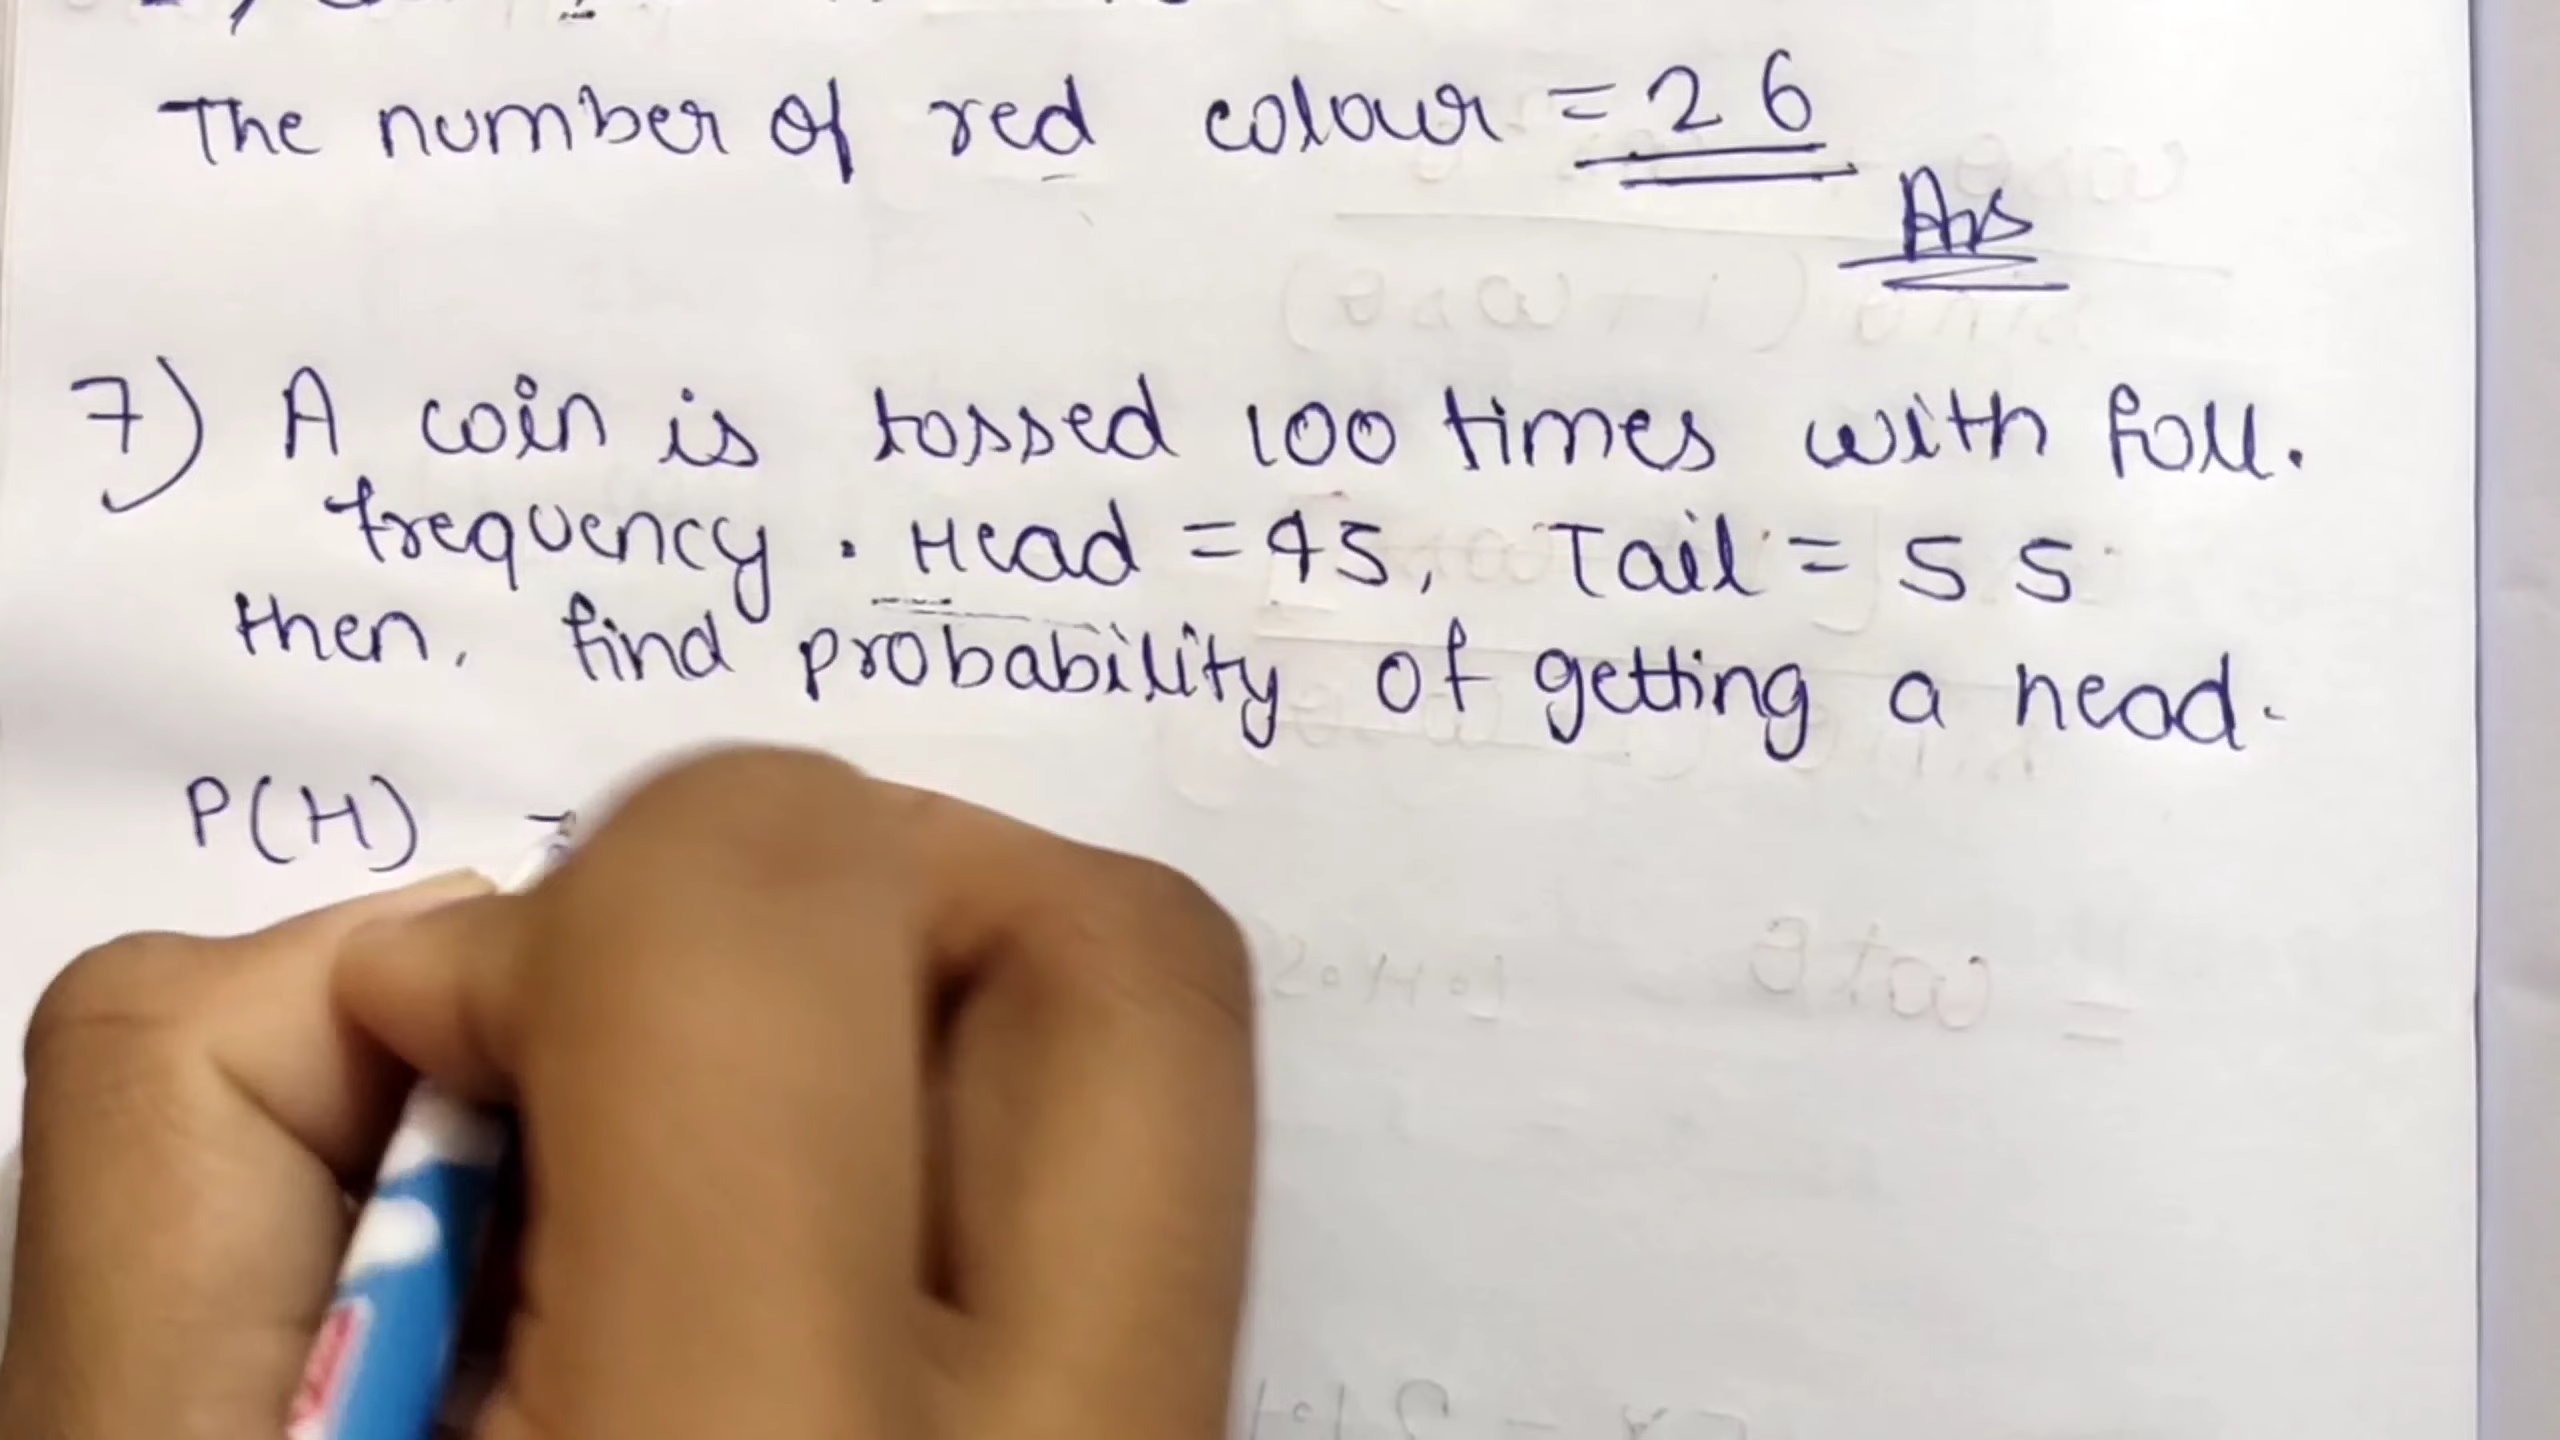 The number of red colour = 26
Ans
7) A coin is tossed 100 times with foll.
frequency. Head = 45, Tail = 55
then, find probability of getting a head.
P(H) =